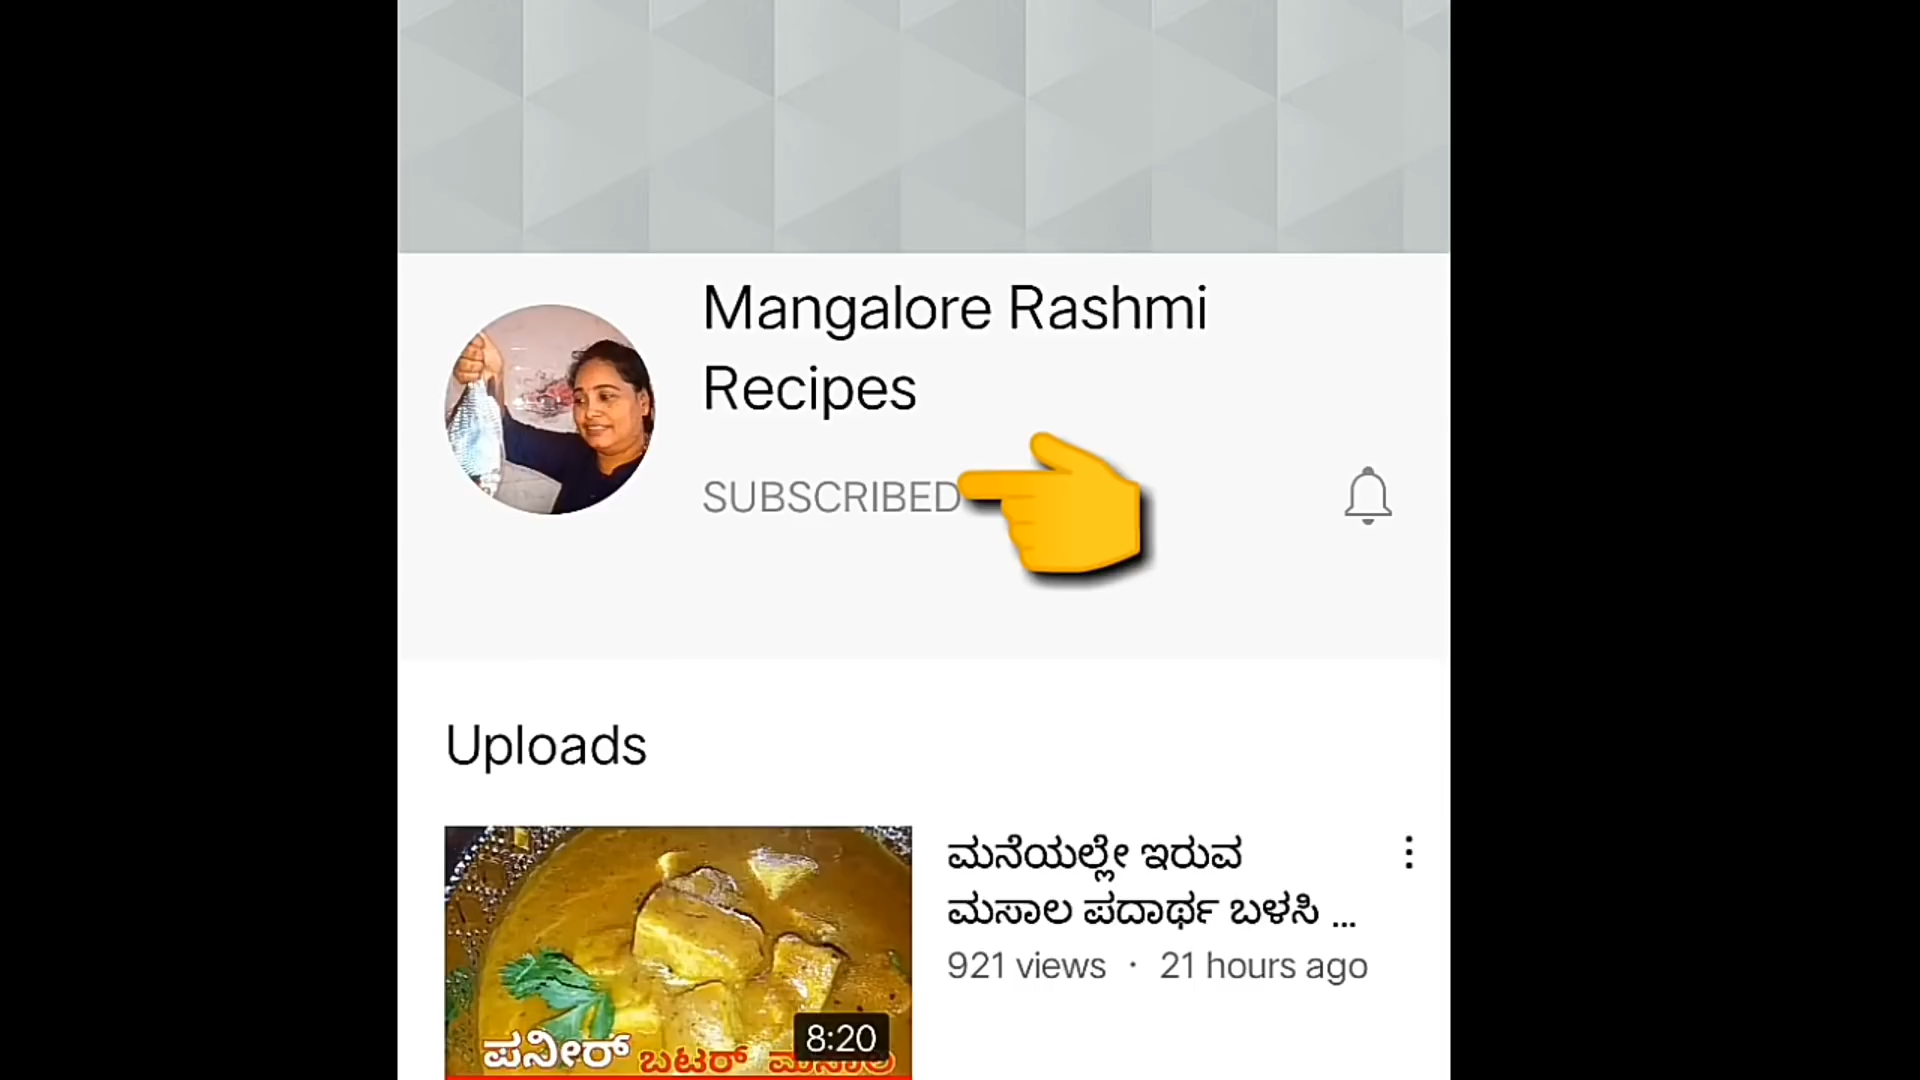 Mangalore Rashmi
Recipes
SUBSCRIBED
Uploads
ಮನೆಯಲ್ಲೇ ಇರುವ
ಮಸಾಲ ಪದಾರ್ಥ ಬಳಸಿ ...
921 views · 21 hours ago
8:20
ಪನೀರ್ ಬಟರ್ ಮಸಾಲ